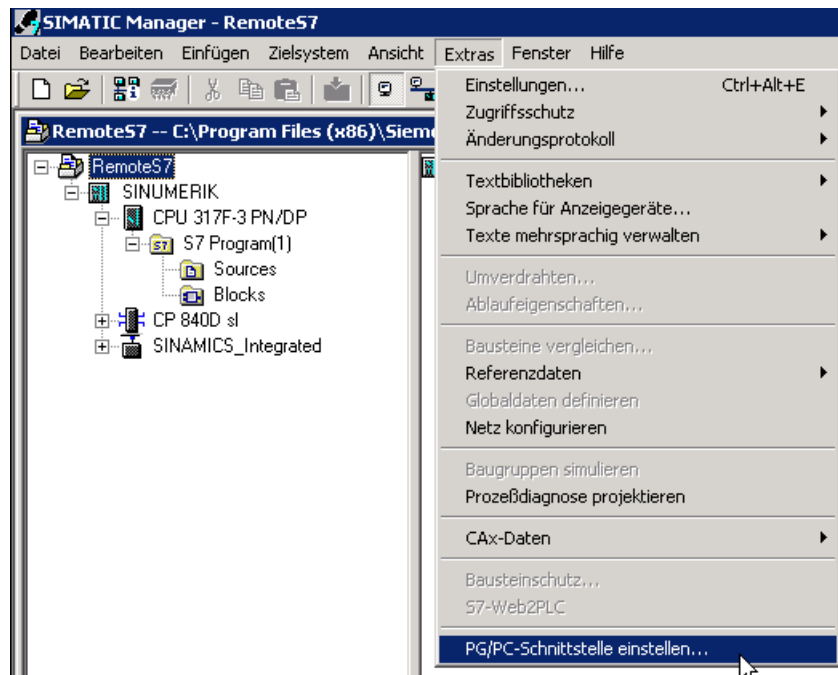 SIMATIC Manager - RemoteS7
Datei Bearbeiten Einfügen Zielsystem Ansicht Extras Fenster Hilfe
RemoteS7 -- C:\Program Files (x86)\Sieme
RemoteS7
SINUMERIK
CPU 317F-3 PN/DP
S7 Program(1)
Sources
Blocks
CP 840D sl
SINAMICS_Integrated
Einstellungen... Ctrl+Alt+E
Zugriffsschutz
Änderungsprotokoll
Textbibliotheken
Sprache für Anzeigegeräte...
Texte mehrsprachig verwalten
Umverdrahten...
Ablaufeigenschaften...
Bausteine vergleichen...
Referenzdaten
Globaldaten definieren
Netz konfigurieren
Baugruppen simulieren
Prozeßdiagnose projektieren
CAx-Daten
Bausteinschutz...
S7-Web2PLC
PG/PC-Schnittstelle einstellen...